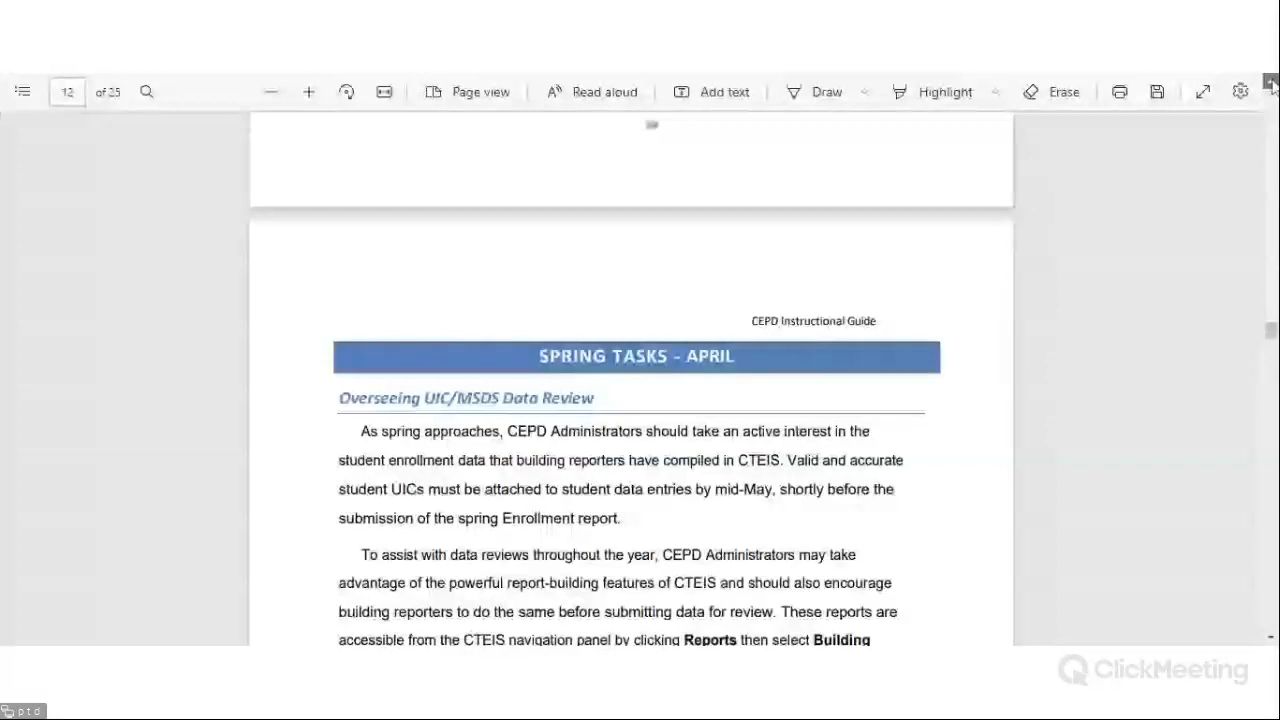 12 of 25 Page view Read aloud Add text Draw Highlight Erase
CEPD Instructional Guide
SPRING TASKS - APRIL
Overseeing UIC/MSDS Data Review
As spring approaches, CEPD Administrators should take an active interest in the
student enrollment data that building reporters have compiled in CTEIS. Valid and accurate
student UICs must be attached to student data entries by mid-May, shortly before the
submission of the spring Enrollment report.
To assist with data reviews throughout the year, CEPD Administrators may take
advantage of the powerful report-building features of CTEIS and should also encourage
building reporters to do the same before submitting data for review. These reports are
accessible from the CTEIS navigation panel by clicking Reports then select Building
ClickMeeting
ptd